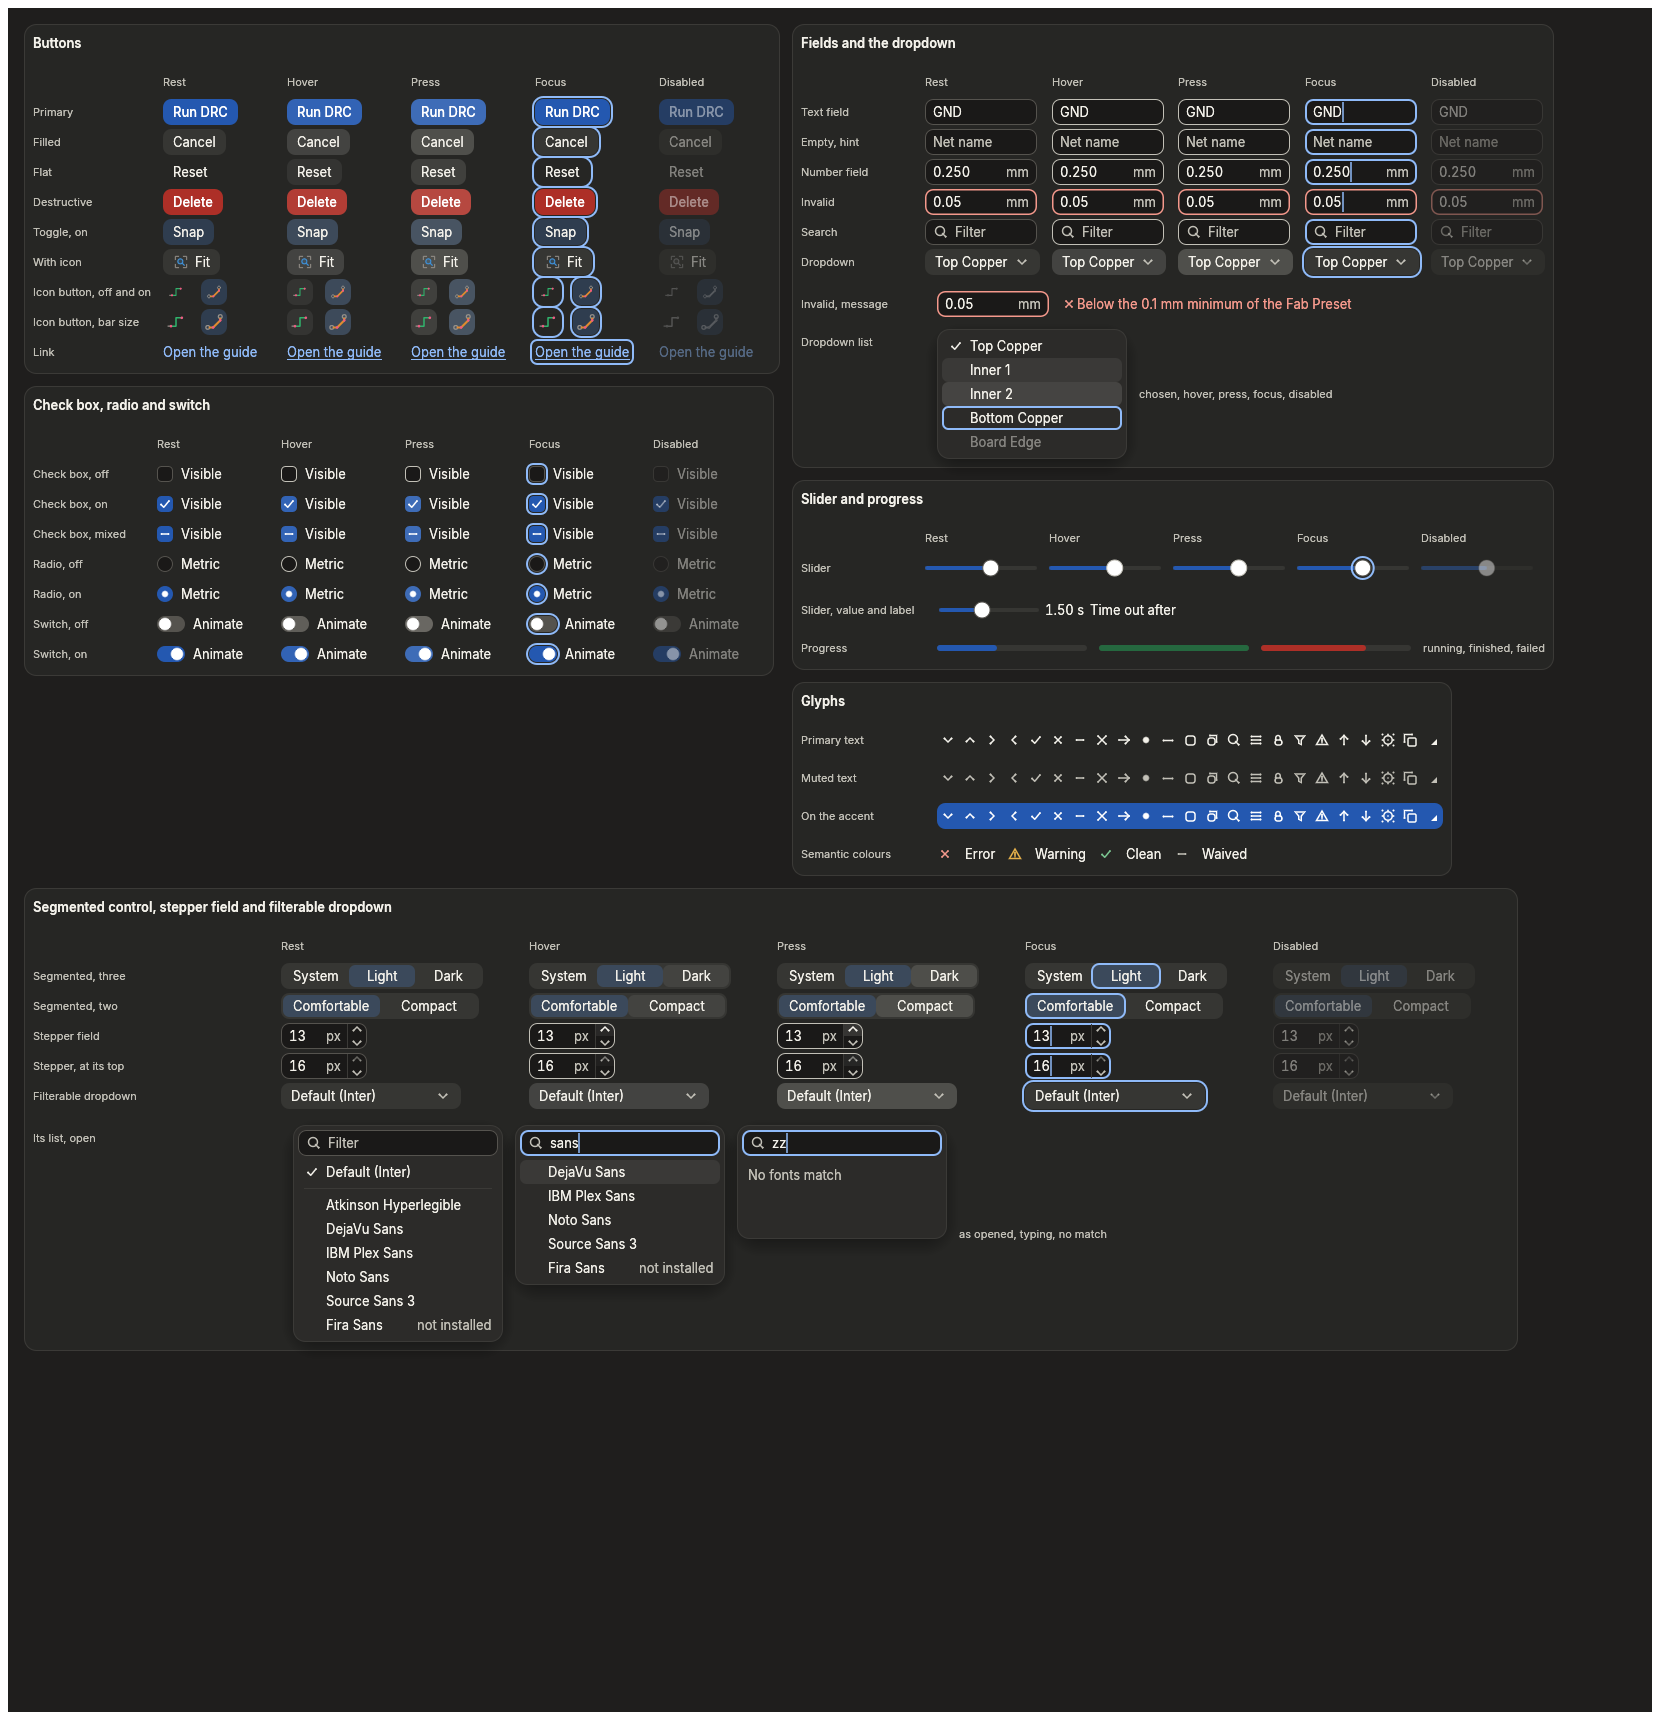 Buttons
Rest Hover Press Focus Disabled
Primary Run DRC Run DRC Run DRC Run DRC Run DRC
Filled Cancel Cancel Cancel Cancel Cancel
Flat Reset Reset Reset Reset Reset
Destructive Delete Delete Delete Delete Delete
Toggle, on Snap Snap Snap Snap Snap
With icon Fit Fit Fit Fit Fit
Icon button, off and on
Icon button, bar size
Link Open the guide Open the guide Open the guide Open the guide Open the guide
Check box, radio and switch
Rest Hover Press Focus Disabled
Check box, off Visible Visible Visible Visible Visible
Check box, on Visible Visible Visible Visible Visible
Check box, mixed Visible Visible Visible Visible Visible
Radio, off Metric Metric Metric Metric Metric
Radio, on Metric Metric Metric Metric Metric
Switch, off Animate Animate Animate Animate Animate
Switch, on Animate Animate Animate Animate Animate
Fields and the dropdown
Rest Hover Press Focus Disabled
Text field GND GND GND GND GND
Empty, hint Net name Net name Net name Net name Net name
Number field 0.250 mm 0.250 mm 0.250 mm 0.250 mm 0.250 mm
Invalid 0.05 mm 0.05 mm 0.05 mm 0.05 mm 0.05 mm
Search Filter Filter Filter Filter Filter
Dropdown Top Copper Top Copper Top Copper Top Copper Top Copper
Invalid, message 0.05 mm Below the 0.1 mm minimum of the Fab Preset
Dropdown list Top Copper
Inner 1
Inner 2
chosen, hover, press, focus, disabled
Bottom Copper
Board Edge
Slider and progress
Rest Hover Press Focus Disabled
Slider
Slider, value and label 1.50 s Time out after
Progress running, finished, failed
Glyphs
Primary text
Muted text
On the accent
Semantic colours Error Warning Clean Waived
Segmented control, stepper field and filterable dropdown
Rest Hover Press Focus Disabled
Segmented, three System Light Dark System Light Dark System Light Dark System Light Dark System Light Dark
Segmented, two Comfortable Compact Comfortable Compact Comfortable Compact Comfortable Compact Comfortable Compact
Stepper field 13 px 13 px 13 px 13 px 13 px
Stepper, at its top 16 px 16 px 16 px 16 px 16 px
Filterable dropdown Default (Inter) Default (Inter) Default (Inter) Default (Inter) Default (Inter)
Its list, open
Filter
Default (Inter)
Atkinson Hyperlegible
DejaVu Sans
IBM Plex Sans
Noto Sans
Source Sans 3
Fira Sans not installed
sans
DejaVu Sans
IBM Plex Sans
Noto Sans
Source Sans 3
Fira Sans not installed
zz
No fonts match
as opened, typing, no match